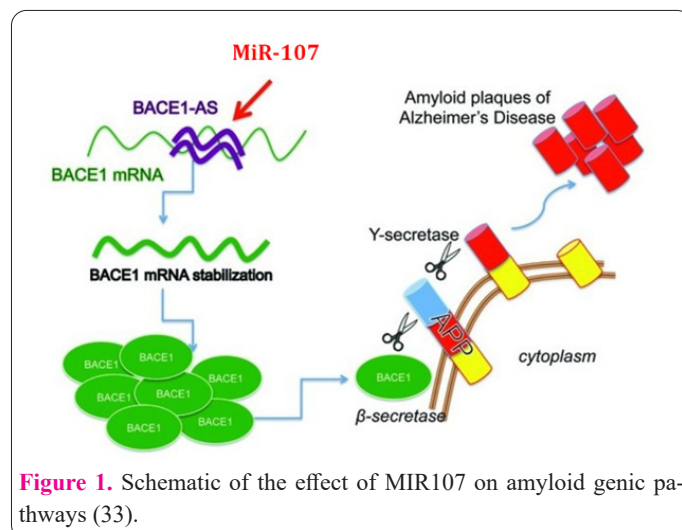 MiR-107
BACE1-AS
BACE1 mRNA
BACE1 mRNA stabilization
BACE1
BACE1
BACE1
BACE1
BACE1
BACE1
BACE1
BACE1
β-secretase
Amyloid plaques of
Alzheimer's Disease
Y-secretase
APP
cytoplasm
Figure 1. Schematic of the effect of MIR107 on amyloid genic pa-
thways (33).